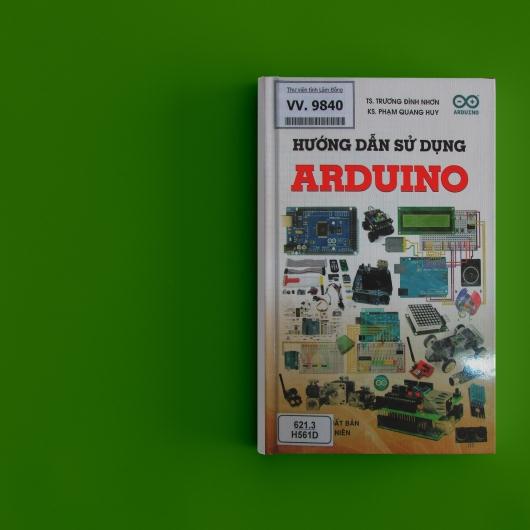 Thư viện tỉnh Lâm Đồng
VV. 9840
TS. TRƯƠNG ĐÌNH NHƠN
KS. PHẠM QUANG HUY
ARDUINO
HƯỚNG DẪN SỬ DỤNG
ARDUINO
621.3
H561D
ẤT BẢN
NIÊN